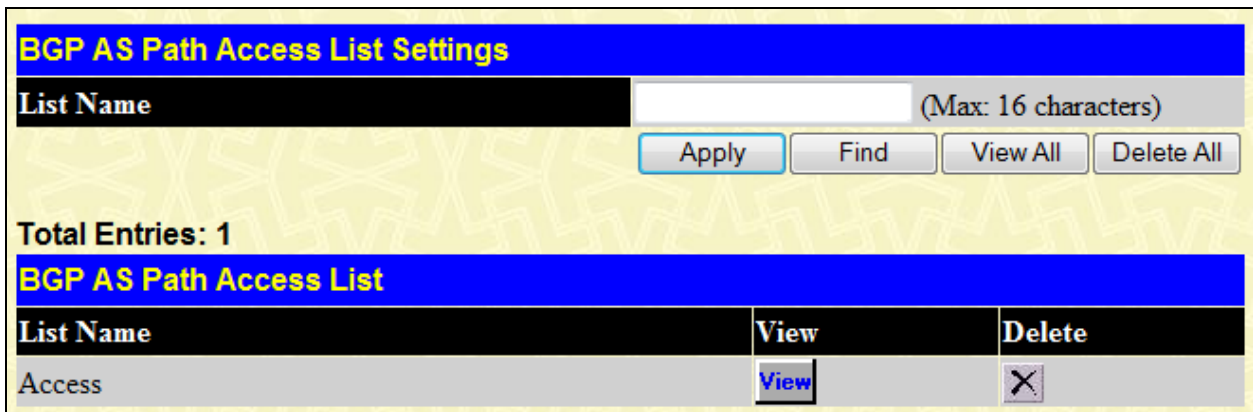 BGP AS Path Access List Settings
List Name (Max: 16 characters)
Apply Find View All Delete All
Total Entries: 1
BGP AS Path Access List
List Name View Delete
Access View X